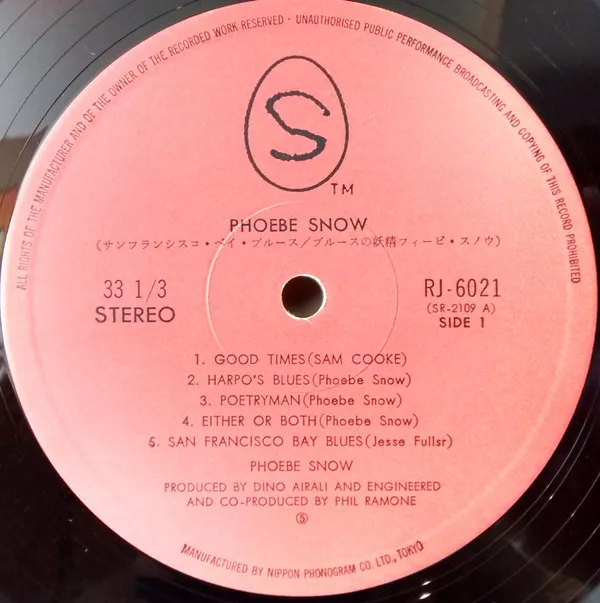 ALL RIGHTS OF THE MANUFACTURER AND OF THE OWNER OF THE RECORDED WORK RESERVED · UNAUTHORISED PUBLIC PERFORMANCE BROADCASTING AND COPYING OF THIS RECORD PROHIBITED
S
TM
PHOEBE SNOW
(サンフランシスコ・ベイ・ブルース/ブルースの妖精フィービ・スノウ)
33 1/3
STEREO
RJ-6021
(SR-2109 A)
SIDE 1
1. GOOD TIMES(SAM COOKE)
2. HARPO'S BLUES(Phoebe Snow)
3. POETRYMAN(Phoebe Snow)
4. EITHER OR BOTH(Phoebe Snow)
5. SAN FRANCISCO BAY BLUES(Jesse Fullsr)
PHOEBE SNOW
PRODUCED BY DINO AIRALI AND ENGINEERED
AND CO-PRODUCED BY PHIL RAMONE
Ⓢ
MANUFACTURED BY NIPPON PHONOGRAM CO. LTD., TOKYO